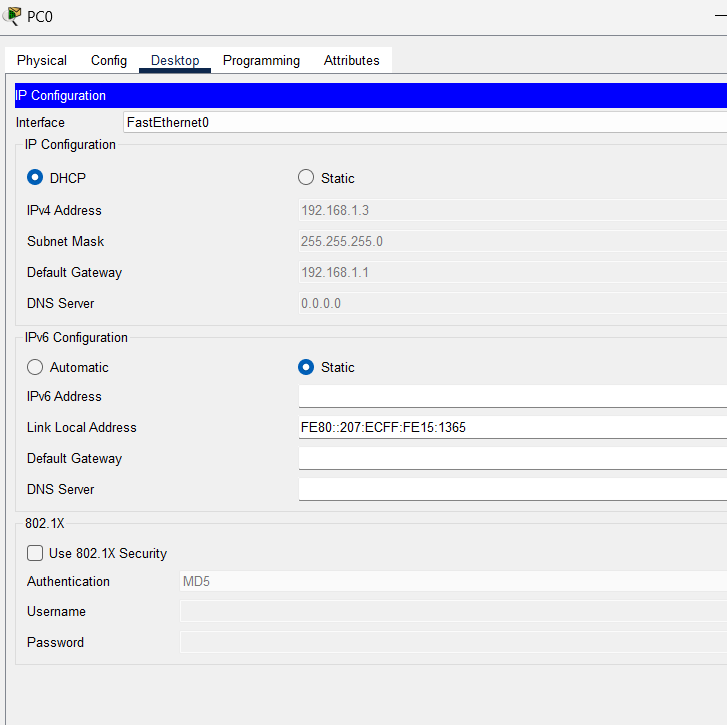 PC0
Physical Config Desktop Programming Attributes
IP Configuration
Interface FastEthernet0
IP Configuration
DHCP Static
IPv4 Address 192.168.1.3
Subnet Mask 255.255.255.0
Default Gateway 192.168.1.1
DNS Server 0.0.0.0
IPv6 Configuration
Automatic Static
IPv6 Address
Link Local Address FE80::207:ECFF:FE15:1365
Default Gateway
DNS Server
802.1X
Use 802.1X Security
Authentication MD5
Username
Password